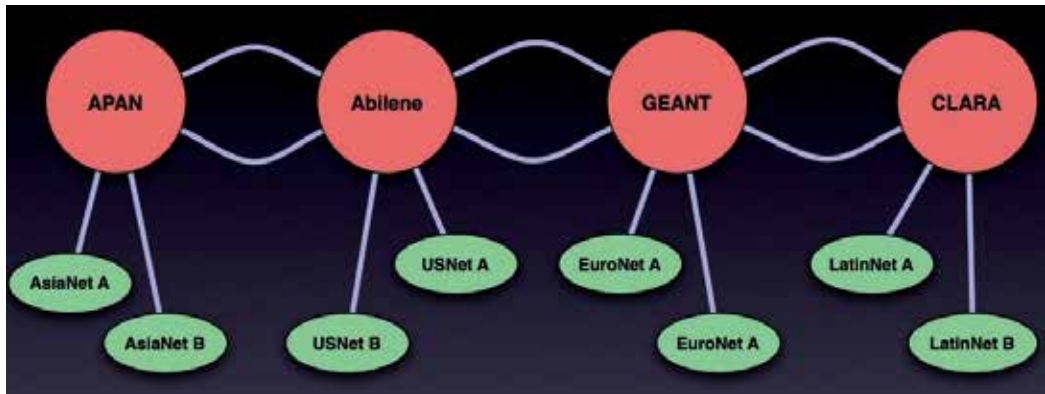 APAN
Abilene
GEANT
CLARA
AsiaNet A
AsiaNet B
USNet B
USNet A
EuroNet A
EuroNet A
LatinNet A
LatinNet B